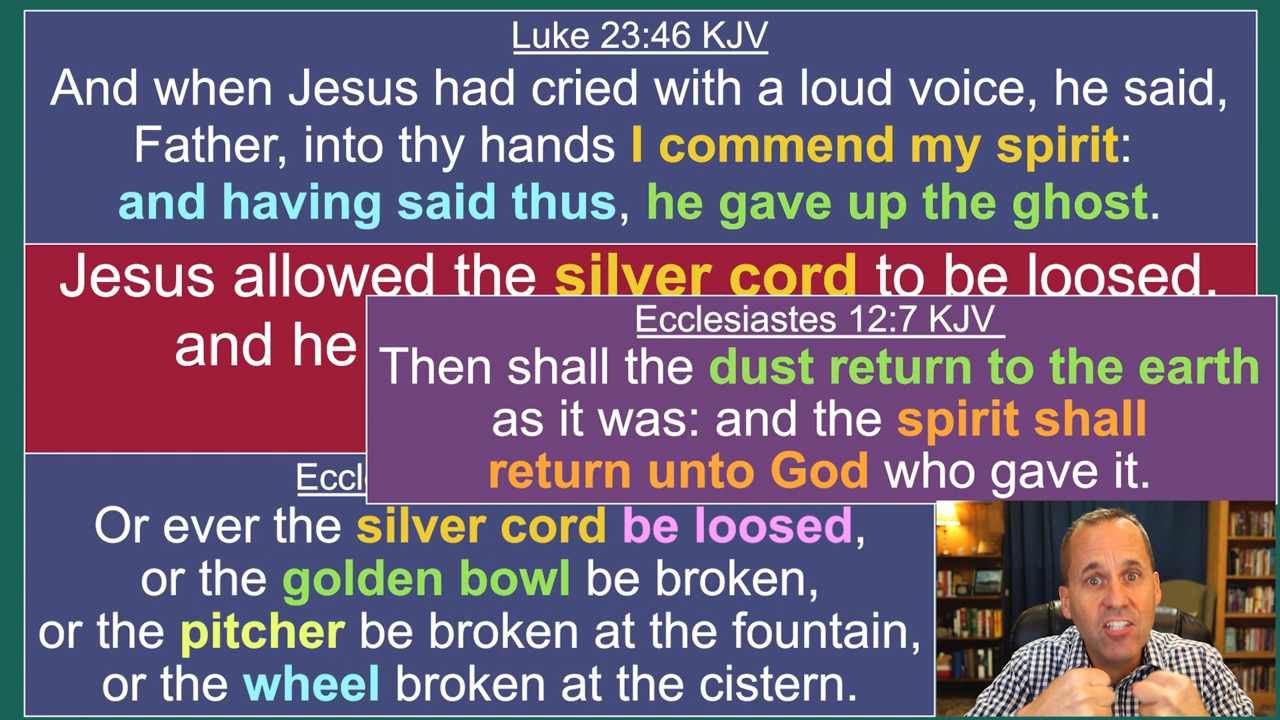 Luke 23:46 KJV
And when Jesus had cried with a loud voice, he said,
Father, into thy hands I commend my spirit:
and having said thus, he gave up the ghost.
Jesus allowed the silver cord to be loosed,
and he
Ecclesiastes 12:7 KJV
Then shall the dust return to the earth
as it was: and the spirit shall
return unto God who gave it.
Or ever the silver cord be loosed,
or the golden bowl be broken,
or the pitcher be broken at the fountain,
or the wheel broken at the cistern.